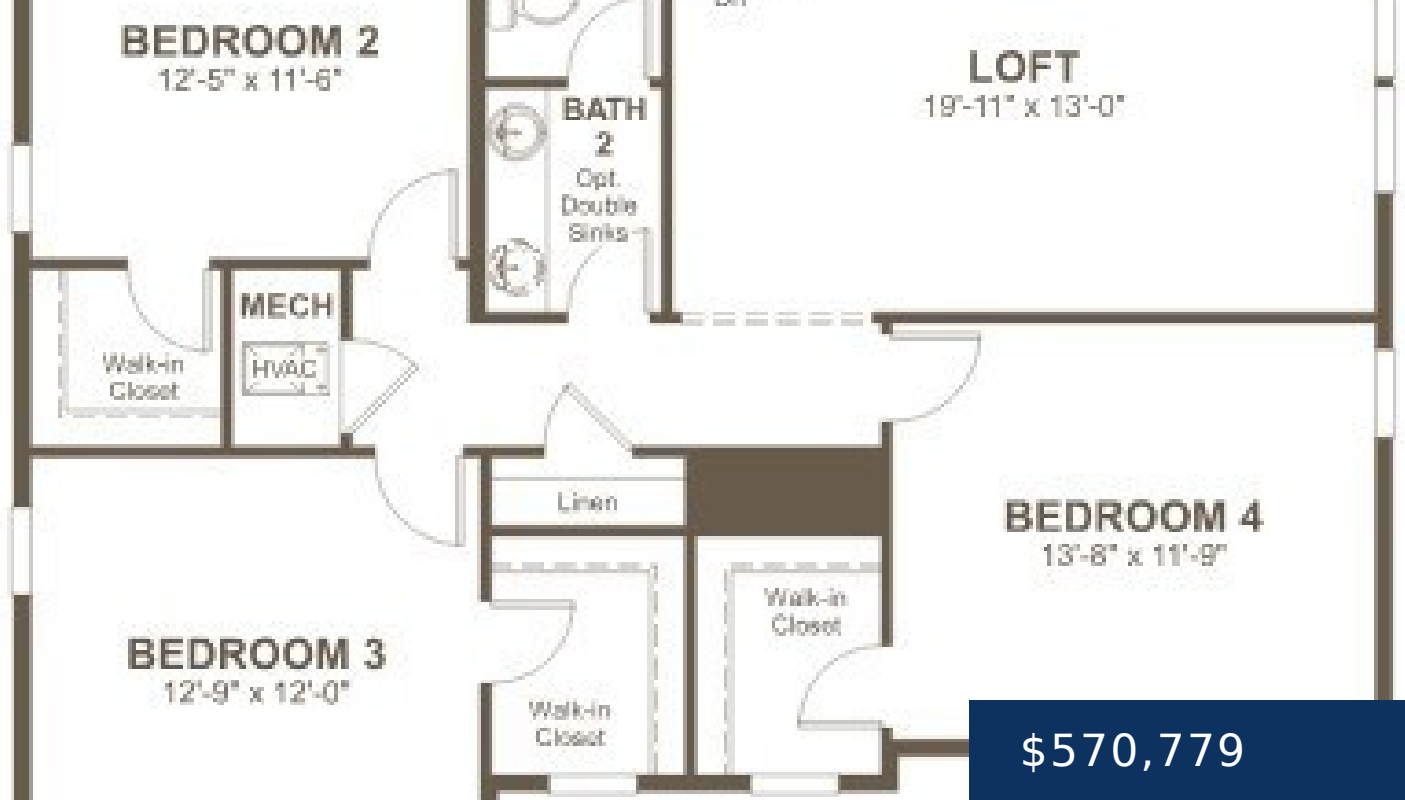 BEDROOM 2
12'-5" x 11'-6"
LOFT
19'-11" x 13'-0"
BATH
2
Opt.
Double
Sinks
MECH
HVAC
Walk-in
Closet
Linen
BEDROOM 4
13'-8" x 11'-9"
Walk-in
Closet
BEDROOM 3
12'-9" x 12'-0"
Walk-in
Closet
$570,779